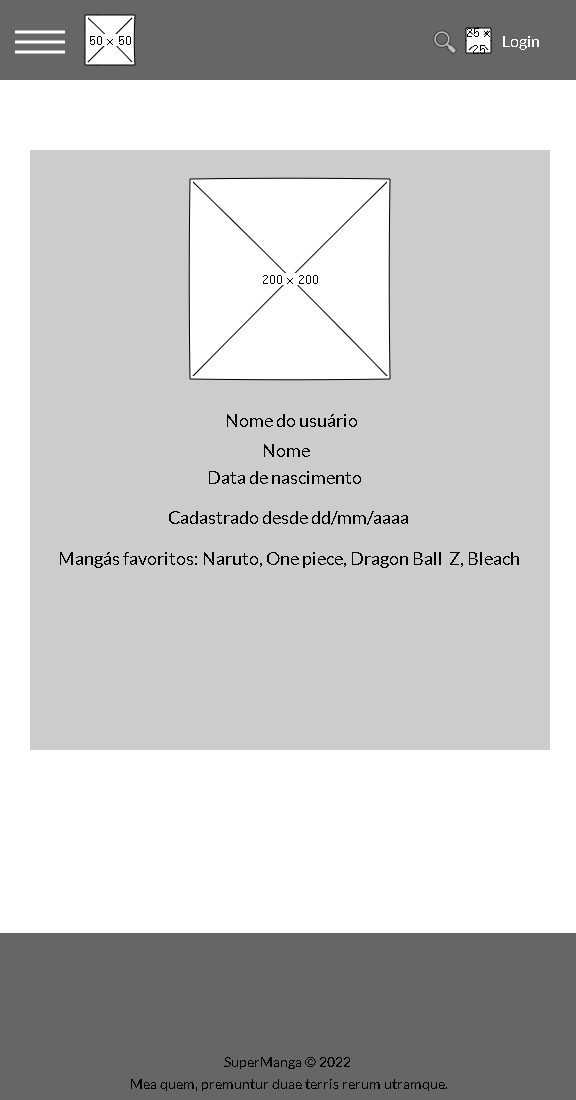 50 × 50
25 ×
25
Login
200 × 200
Nome do usuário
Nome
Data de nascimento
Cadastrado desde dd/mm/aaaa
Mangás favoritos: Naruto, One piece, Dragon Ball Z, Bleach
SuperManga © 2022
Mea quem, premuntur duae terrís rerum utramque.